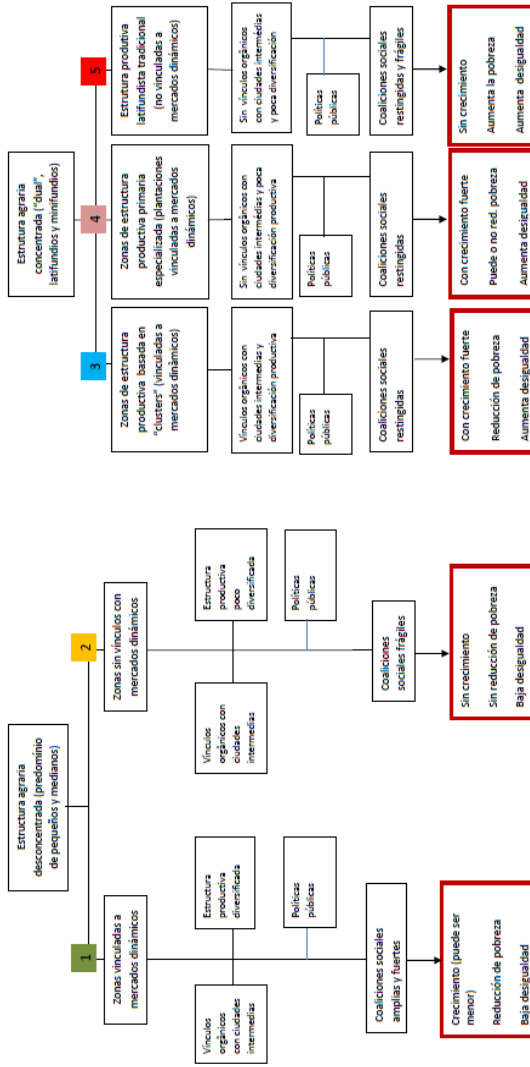 Estructura agraria
desconcentrada (predominio
de pequeños y medianos)
1
2
Zonas vinculadas a
mercados dinámicos
Zonas sin vínculos con
mercados dinámicos
Vínculos
orgánicos
con ciudades
intermedias
Estructura
productiva
diversificada
Políticas
públicas
Coaliciones sociales
amplias y fuertes
Crecimiento (puede ser
menor)
Reducción de pobreza
Baja desigualdad
Vínculos
orgánicos con
ciudades
intermedias
Estructura
productiva
poco
diversificada
Políticas
públicas
Coaliciones
sociales frágiles
Sin crecimiento
Sin reducción de pobreza
Baja desigualdad
Estrutura agraria
concentrada ("dual",
latifundios y minifundios)
3
4
5
Zonas de estructura
productiva basada en
"clusters" (vinculadas a
mercados dinámicos)
Vínculos orgánicos con
ciudades intermedias y
diversificación productiva
Políticas
públicas
Coaliciones sociales
restingidas
Con crecimiento fuerte
Reducción de pobreza
Aumenta desigualdad
Zonas de estructura
productiva primaria
especializada (plantaciones
vinculadas a mercados
dinámicos)
Sin vínculos orgánicos con
ciudades intermédias y poca
diversificación productiva
Políticas
públicas
Coaliciones sociales
restingidas
Con crecimiento fuerte
Puede o no red. pobreza
Aumenta desigualdad
Estrutura produtiva
latifundista tradicional
(no vinculadas a
mercados dinámicos)
Sin vínculos orgánicos
con ciudades intermédias
y poca diversificación
Políticas
públicas
Coaliciones sociales
restingidas y frágiles
Sin crecimiento
Aumenta la pobreza
Aumenta desigualdad